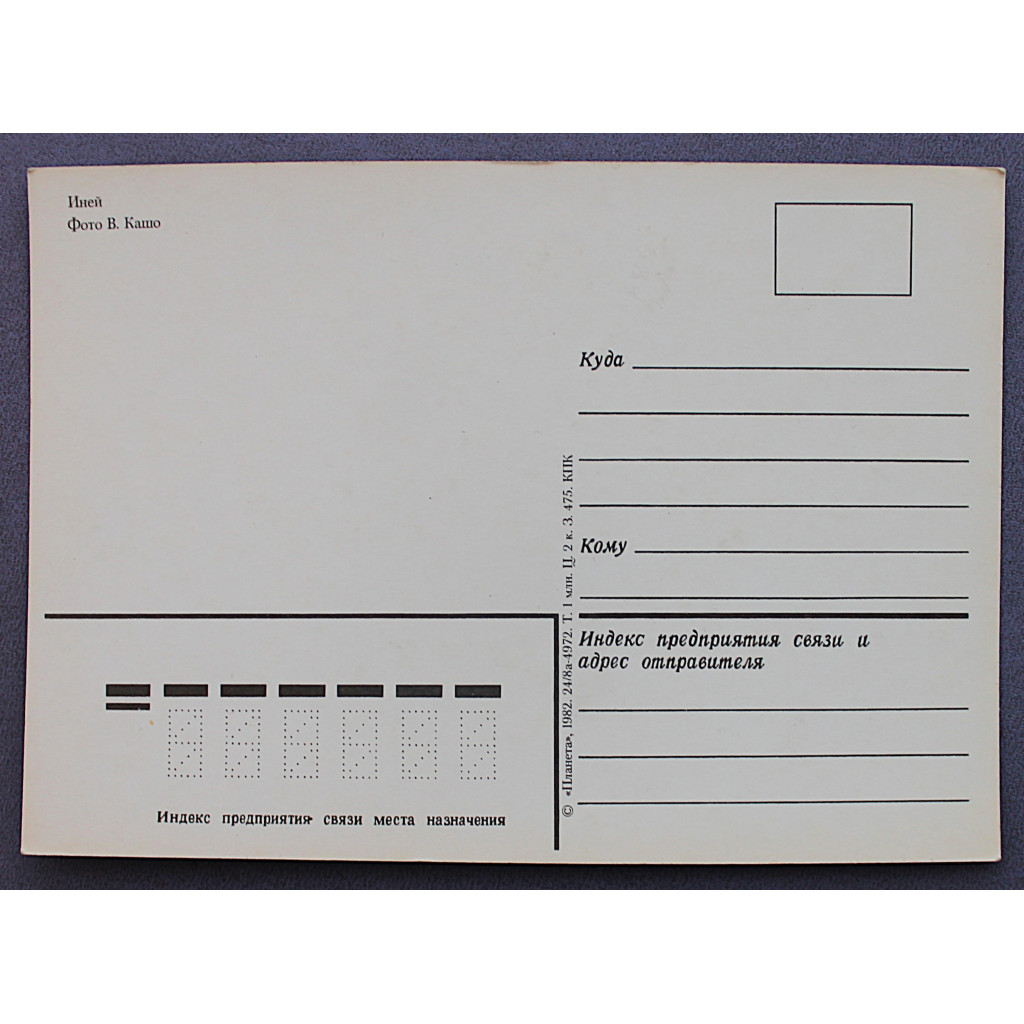 Иней
Фото В. Кашо
Куда
Кому
© «Планета», 1982. 24/8а-4972. Т. 1 млн. Ц. 2 к. З. 475. КПК
Индекс предприятия связи и
адрес отправителя
Индекс предприятия связи места назначения